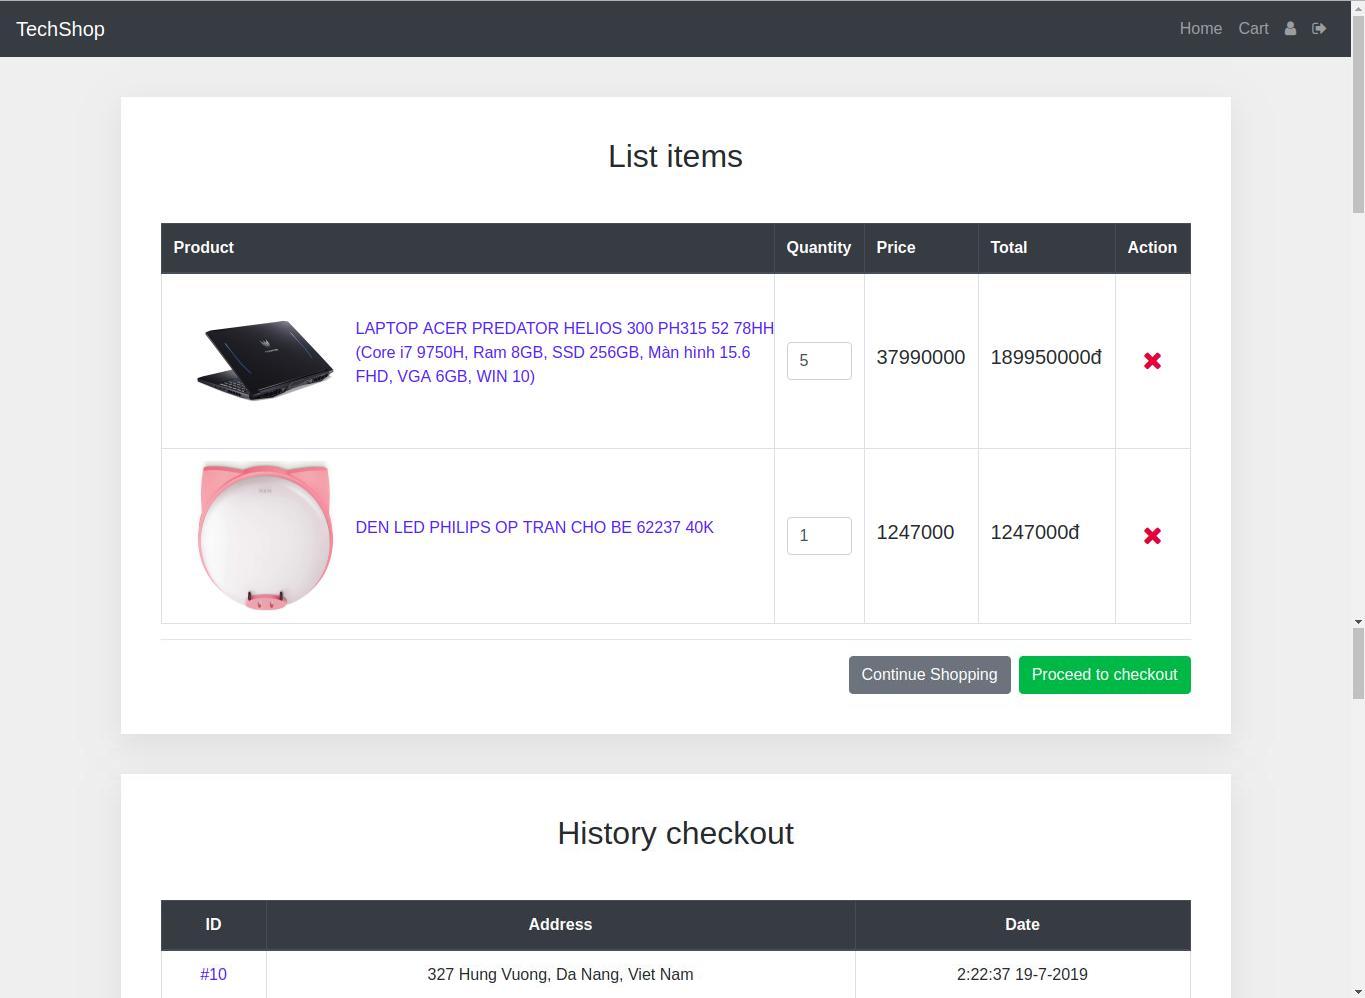 TechShop
Home Cart
List items
Product Quantity Price Total Action
LAPTOP ACER PREDATOR HELIOS 300 PH315 52 78HH
(Core i7 9750H, Ram 8GB, SSD 256GB, Màn hình 15.6
FHD, VGA 6GB, WIN 10)
5 37990000 189950000đ
DEN LED PHILIPS OP TRAN CHO BE 62237 40K
1 1247000 1247000đ
Continue Shopping Proceed to checkout
History checkout
ID Address Date
#10 327 Hung Vuong, Da Nang, Viet Nam 2:22:37 19-7-2019